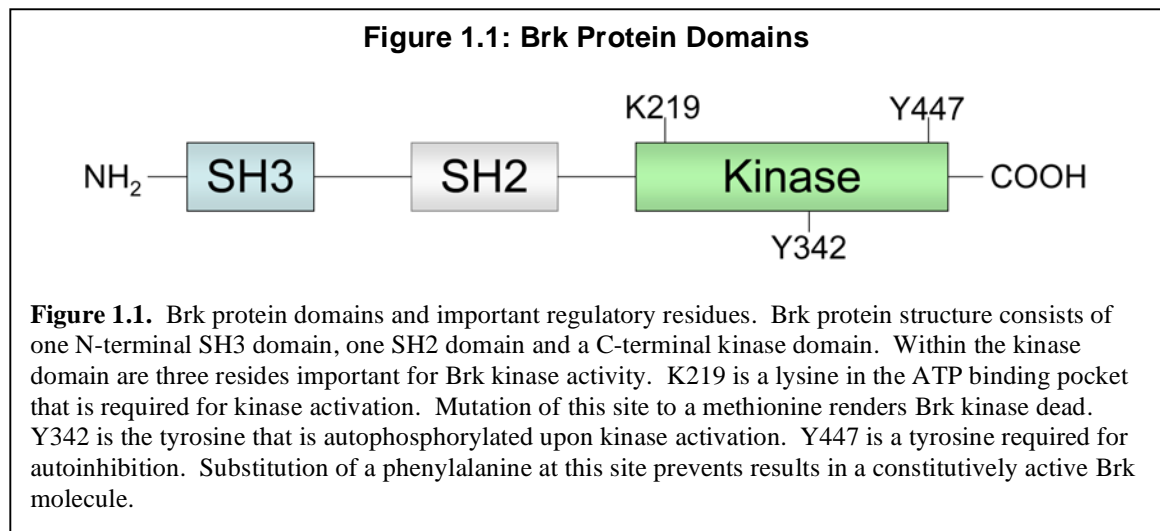 Figure 1.1: Brk Protein Domains
K219
Y447
NH2
SH3
SH2
Kinase
COOH
Y342
Figure 1.1. Brk protein domains and important regulatory residues. Brk protein structure consists of
one N-terminal SH3 domain, one SH2 domain and a C-terminal kinase domain. Within the kinase
domain are three resides important for Brk kinase activity. K219 is a lysine in the ATP binding pocket
that is required for kinase activation. Mutation of this site to a methionine renders Brk kinase dead.
Y342 is the tyrosine that is autophosphorylated upon kinase activation. Y447 is a tyrosine required for
autoinhibition. Substitution of a phenylalanine at this site prevents results in a constitutively active Brk
molecule.